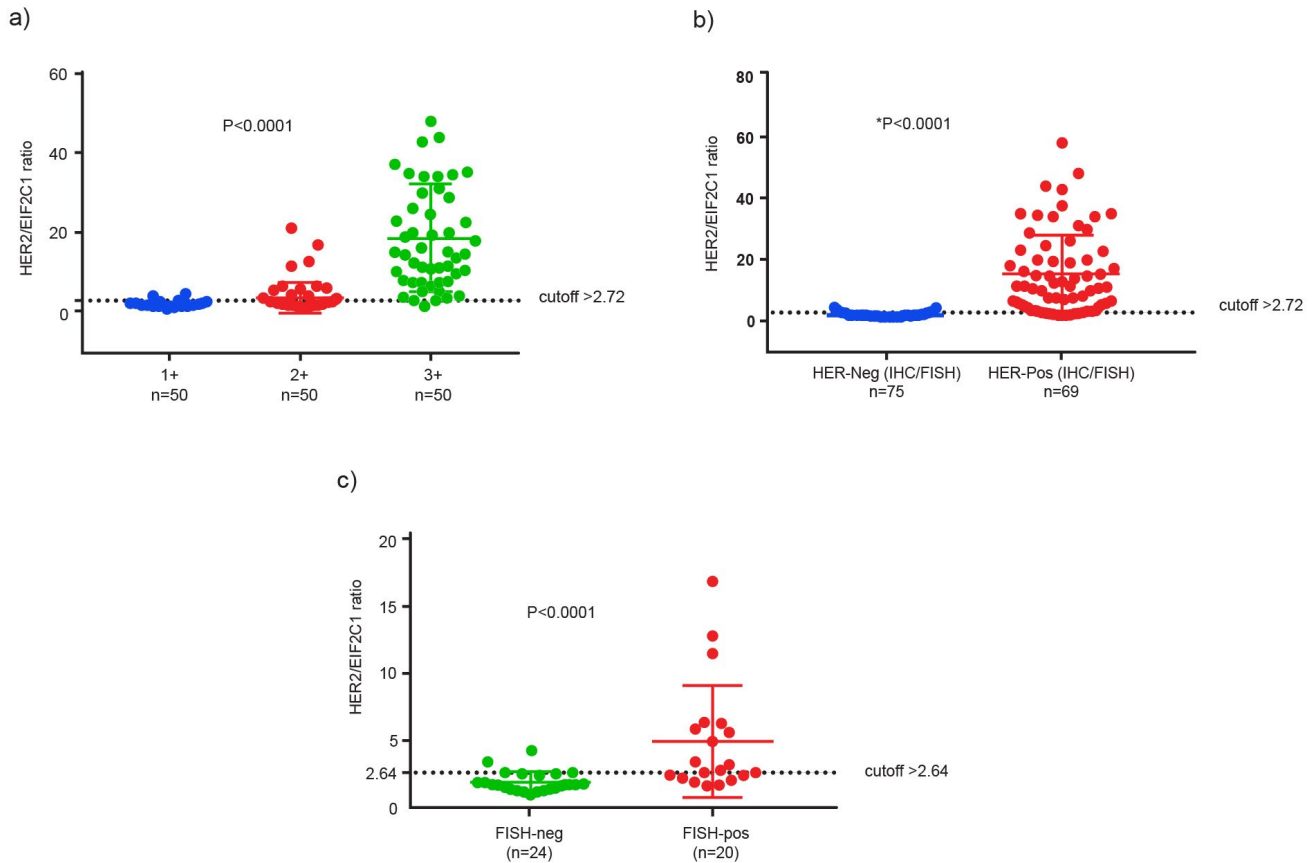 a)
60
40
20
0
HER2/EIF2C1 ratio
P<0.0001
cutoff >2.72
1+
n=50
2+
n=50
3+
n=50
b)
80
60
40
20
0
HER2/EIF2C1 ratio
*P<0.0001
cutoff >2.72
HER-Neg (IHC/FISH)
n=75
HER-Pos (IHC/FISH)
n=69
c)
20
15
10
5
2.64
0
HER2/EIF2C1 ratio
P<0.0001
cutoff >2.64
FISH-neg
(n=24)
FISH-pos
(n=20)